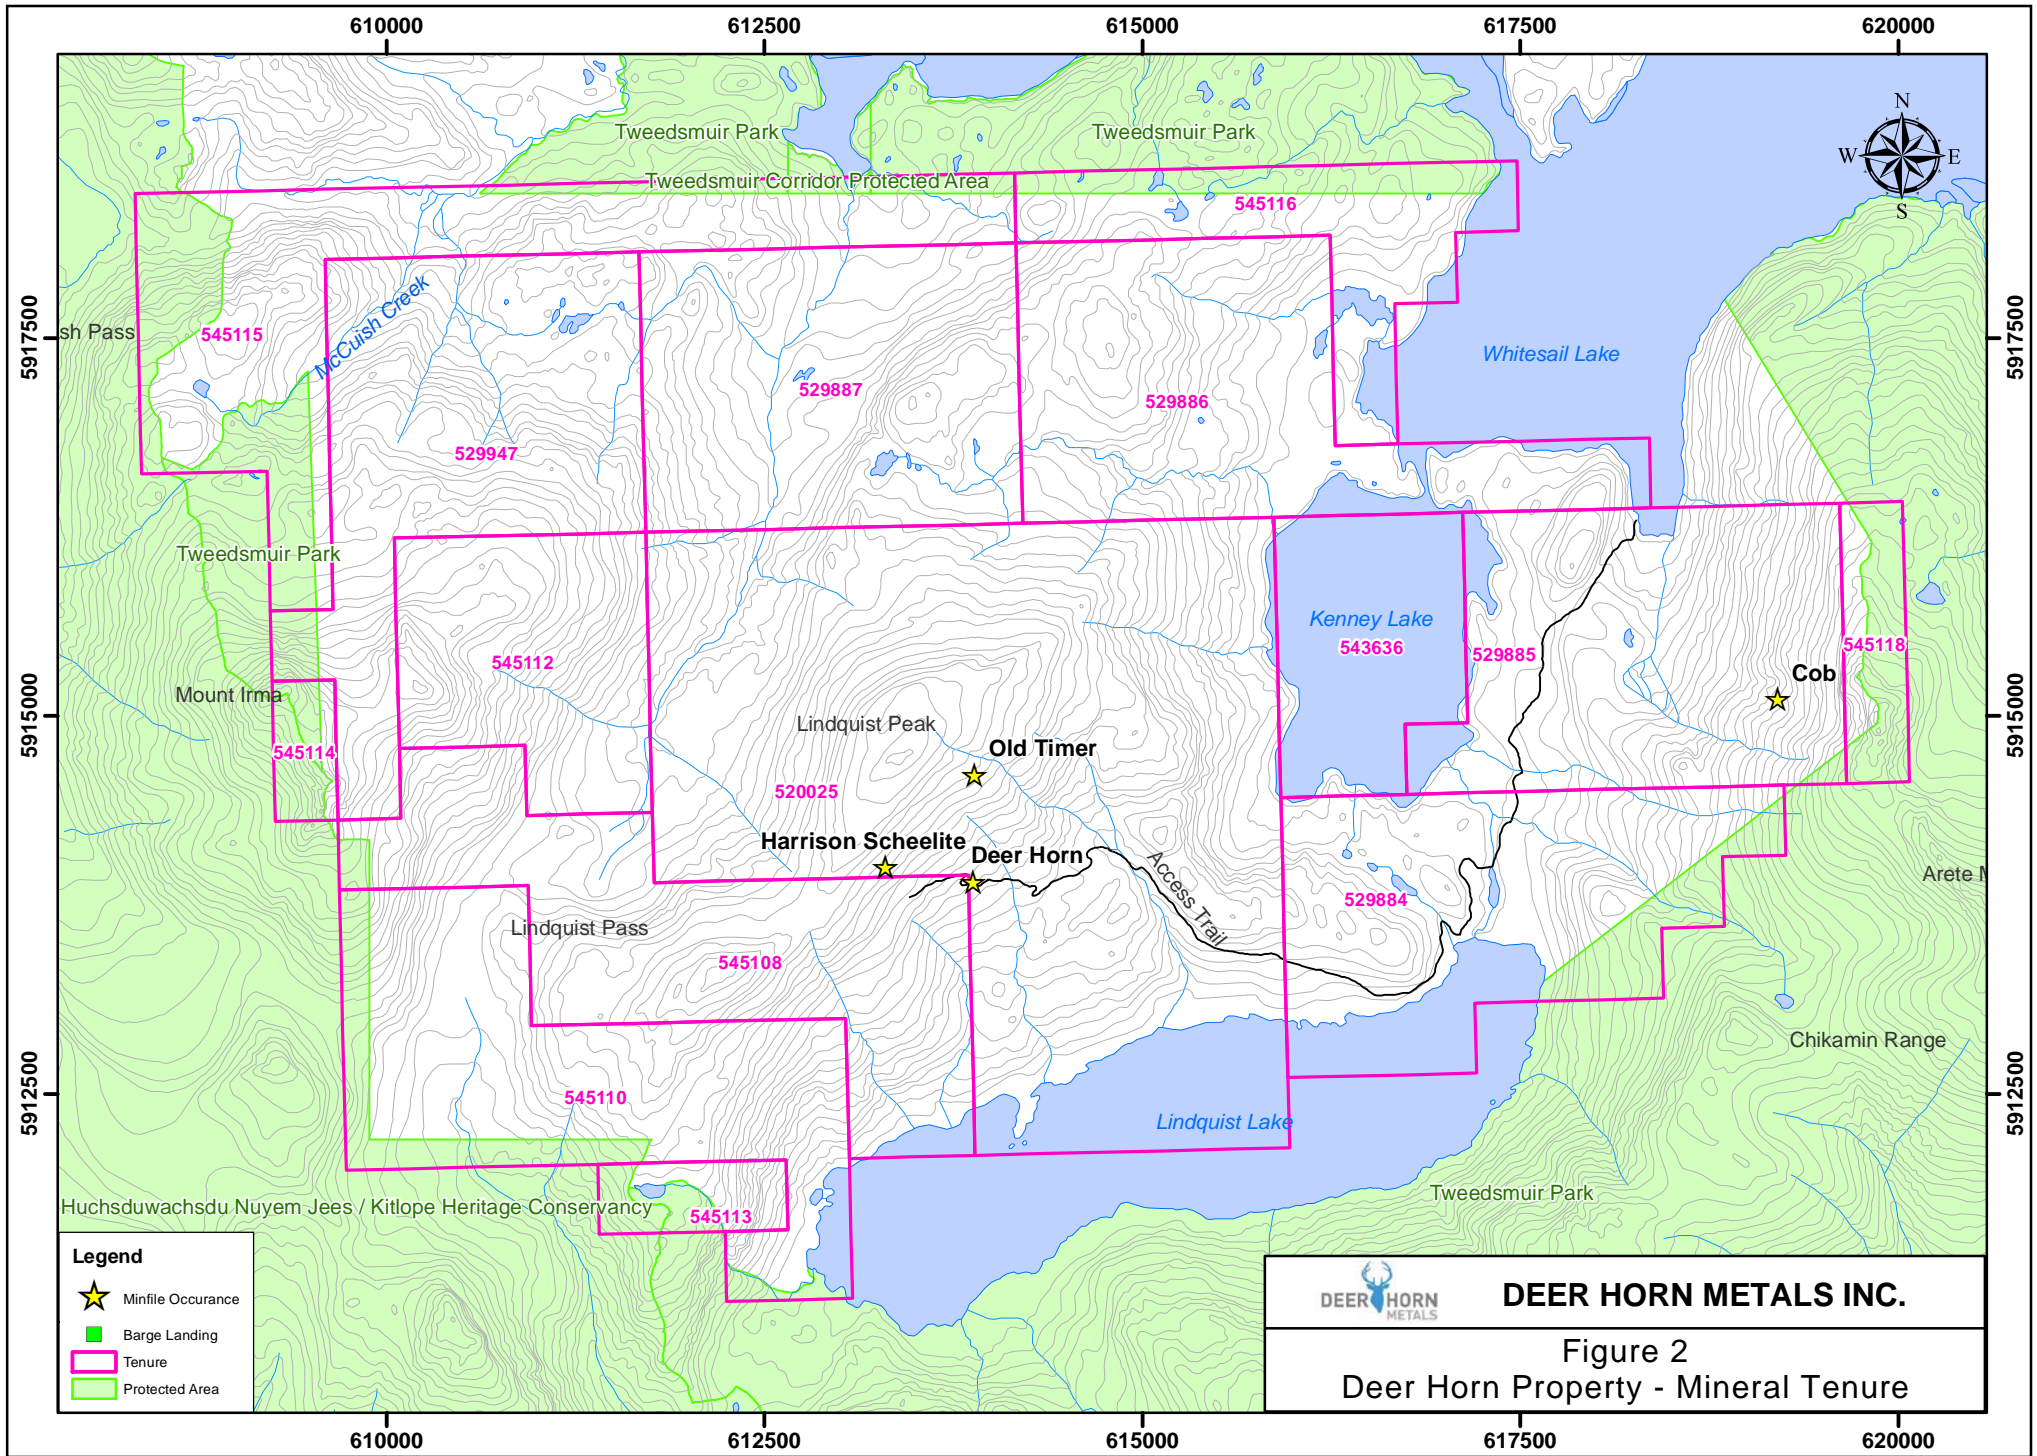 610000
612500
615000
617500
620000
Tweedsmuir Park
Tweedsmuir Park
N
W
E
S
Tweedsmuir Corridor Protected Area
545116
McCuish Creek
5917500
sh Pass
545115
5917500
Whitesail Lake
529887
529886
529947
Tweedsmuir Park
Kenney Lake
543636
529885
545118
545112
Cob
Mount Irma
5915000
Lindquist Peak
5915000
Old Timer
545114
520025
Harrison Scheelite
Deer Horn
Access Trail
Arete M
529884
Lindquist Pass
545108
Chikamin Range
5912500
545110
5912500
Lindquist Lake
Tweedsmuir Park
Huchsduwachsdu Nuyem Jees / Kitlope Heritage Conservancy
545113
Legend
Minfile Occurance
Barge Landing
Tenure
Protected Area
DEER HORN
METALS
DEER HORN METALS INC.
Figure 2
Deer Horn Property - Mineral Tenure
610000
612500
615000
617500
620000